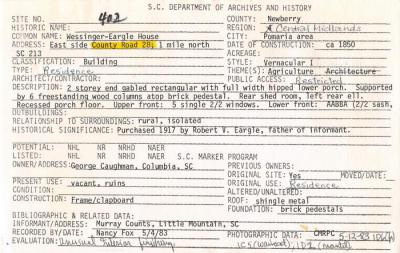 S.C. DEPARTMENT OF ARCHIVES AND HISTORY
SITE NO. 402
COUNTY: Newberry
HISTORIC NAME:
REGION: A Central Midlands
COMMON NAME: Wessinger-Eargle House
CITY: Pomaria area
ADDRESS: East side County Road 28; 1 mile north
DATE OF CONSTRUCTION: ca 1850
SC 213
ACREAGE:
CLASSIFICATION: Building
STYLE: Vernacular I
TYPE: Residence
THEME(S): Agriculture Architecture
ARCHITECT/CONTRACTOR:
PUBLIC ACCESS: Restricted
DESCRIPTION: 2 storey end gabled rectangular with full width hipped lower porch. Supported
by 6 freestanding wood columns atop brick pedestals. Rear shed room, left rear ell.
Recessed porch floor. Upper front: 5 single 2/2 windows. Lower front: AABBA (2/2 sash,
OUTBUILDINGS:
RELATIONSHIP TO SURROUNDINGS: rural, isolated
HISTORICAL SIGNIFICANCE: Purchased 1917 by Robert V. Eargle, father of informant.
POTENTIAL: NHL NR NRHD NAER
LISTED: NHL NR NRHD NAER S.C. MARKER PROGRAM
OWNER/ADDRESS: George Caughman, Columbia, SC
PREVIOUS OWNERS:
ORIGINAL SITE: Yes MOVED/DATE:
PRESENT USE: vacant, ruins
ORIGINAL USE: Residence
CONDITION:
ALTERED/UNALTERED:
CONSTRUCTION: Frame/clapboard
ROOF: shingle metal
FOUNDATION: brick pedestals
BIBLIOGRAPHIC & RELATED DATA:
INFORMANT/ADDRESS: Murray Counts, Little Mountain, SC
RECORDED BY/DATE: Nancy Fox 5/4/83
PHOTOGRAPHIC DATA: CMRPC 5-12-83
EVALUATION: Unusual Interior finishing